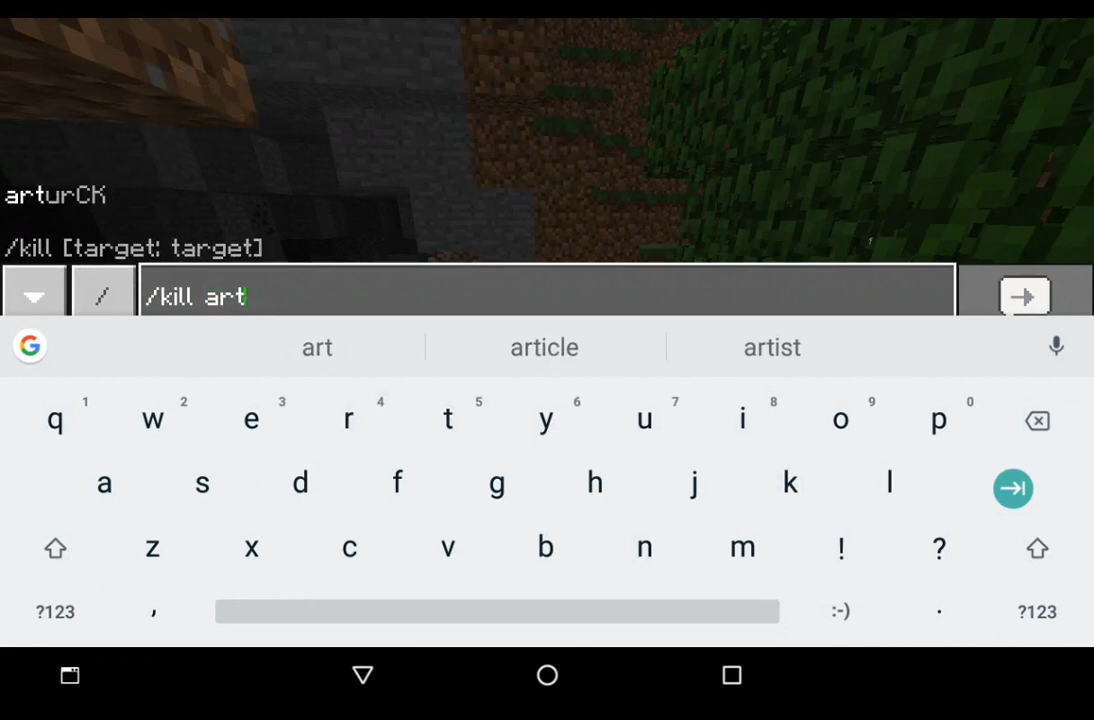 arturCK
/kill [target: target]
/ /kill art
art article artist
1 2 3 4 5 6 7 8 9 0
q w e r t y u i o p
a s d f g h j k l
z x c v b n m ! ?
?123 , :-) . ?123